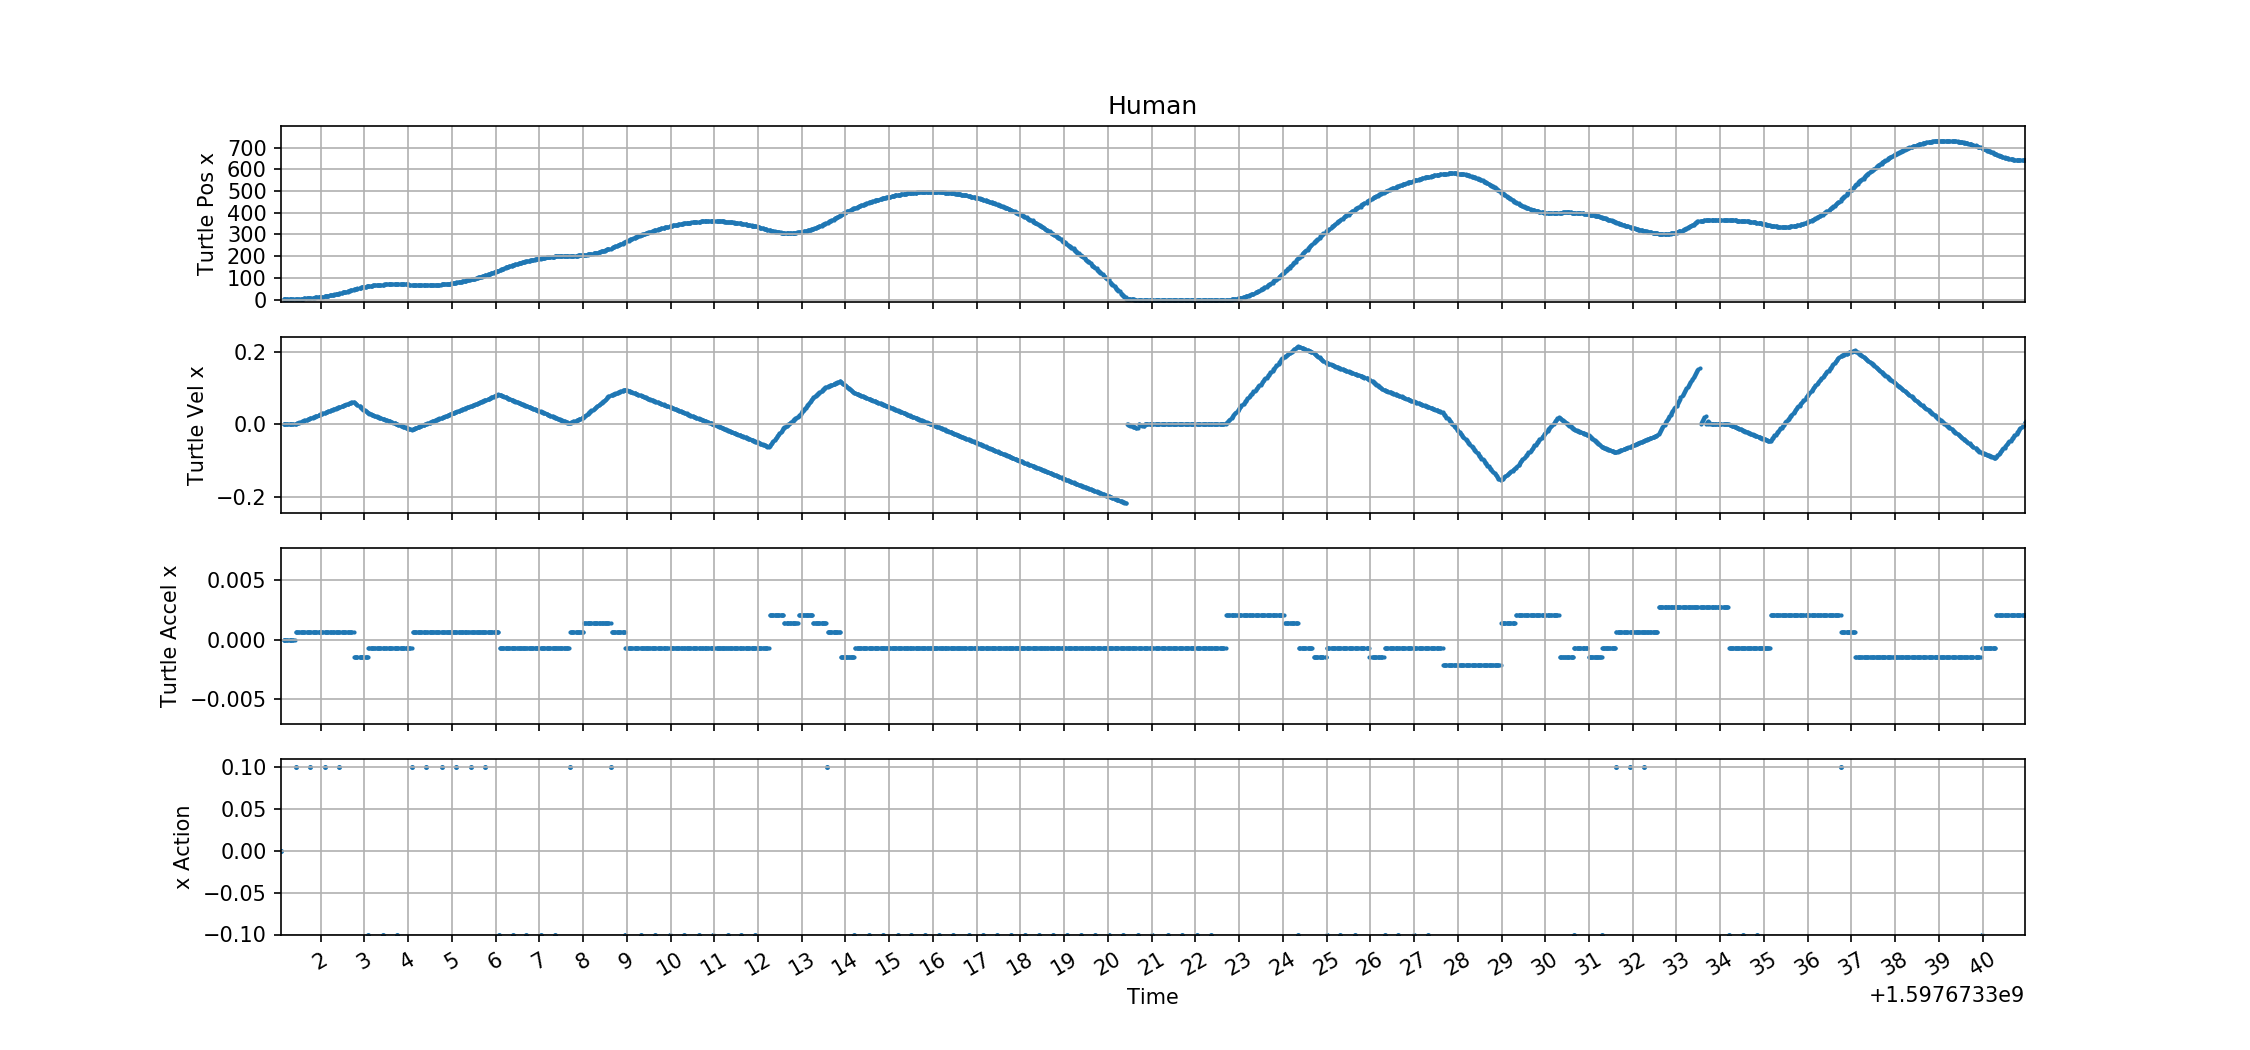 Human
Turtle Pos x
700
600
500
400
300
200
100
0
Turtle Vel x
0.2
0.0
−0.2
Turtle Accel x
0.005
0.000
−0.005
x Action
0.10
0.05
0.00
−0.05
−0.10
2 3 4 5 6 7 8 9 10 11 12 13 14 15 16 17 18 19 20 21 22 23 24 25 26 27 28 29 30 31 32 33 34 35 36 37 38 39 40
Time
+1.5976733e9